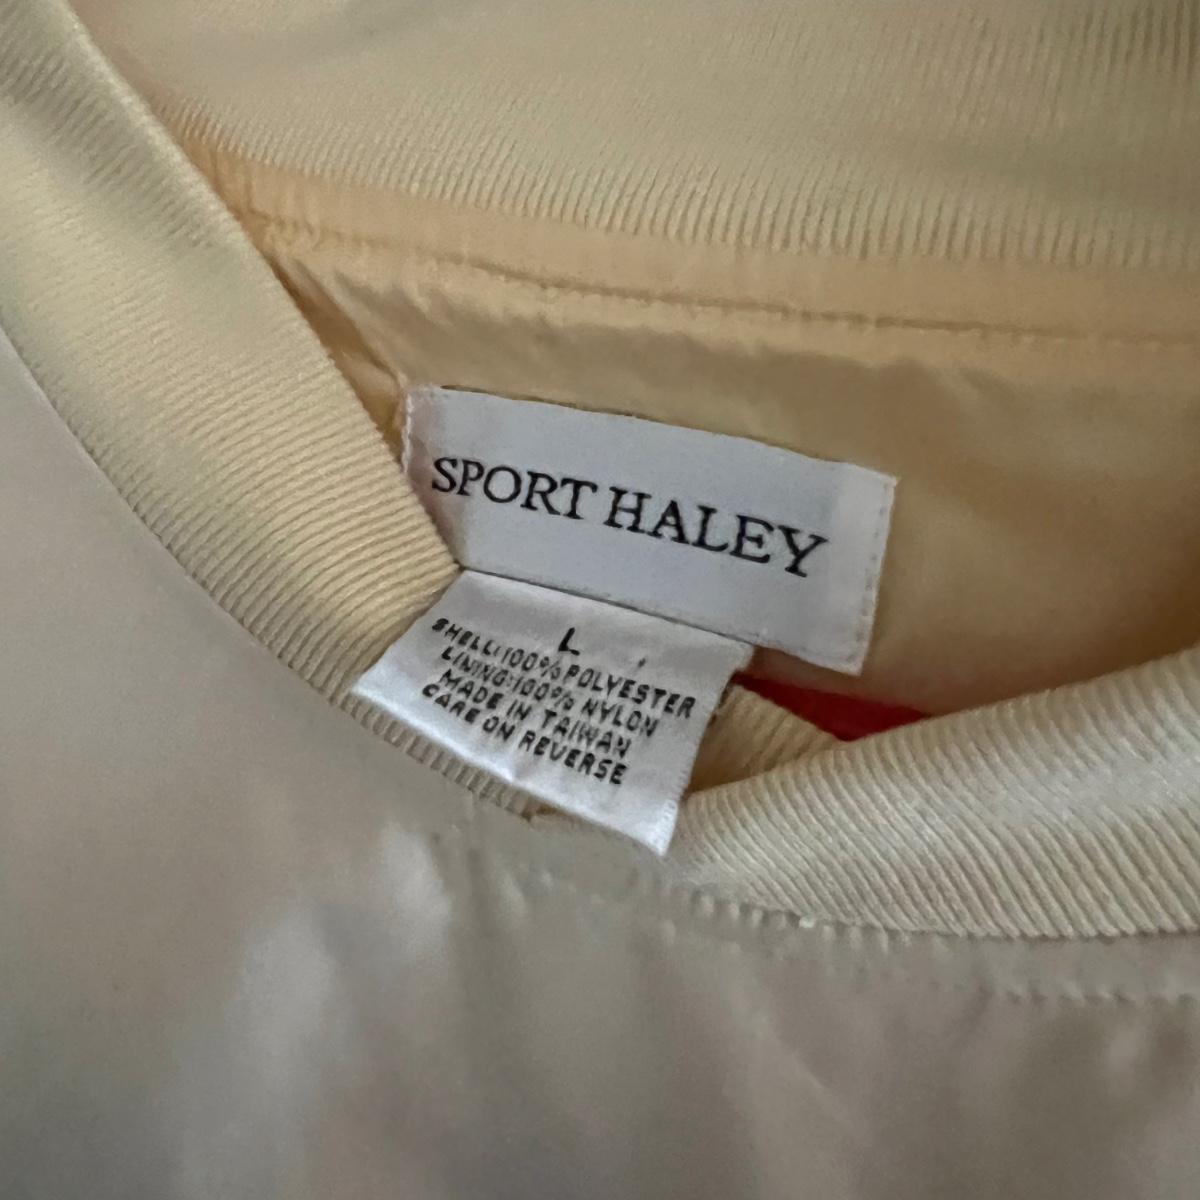 SPORT HALEY
L
SHELL:100% POLYESTER
LINING:100% NYLON
MADE IN TAIWAN
CARE ON REVERSE